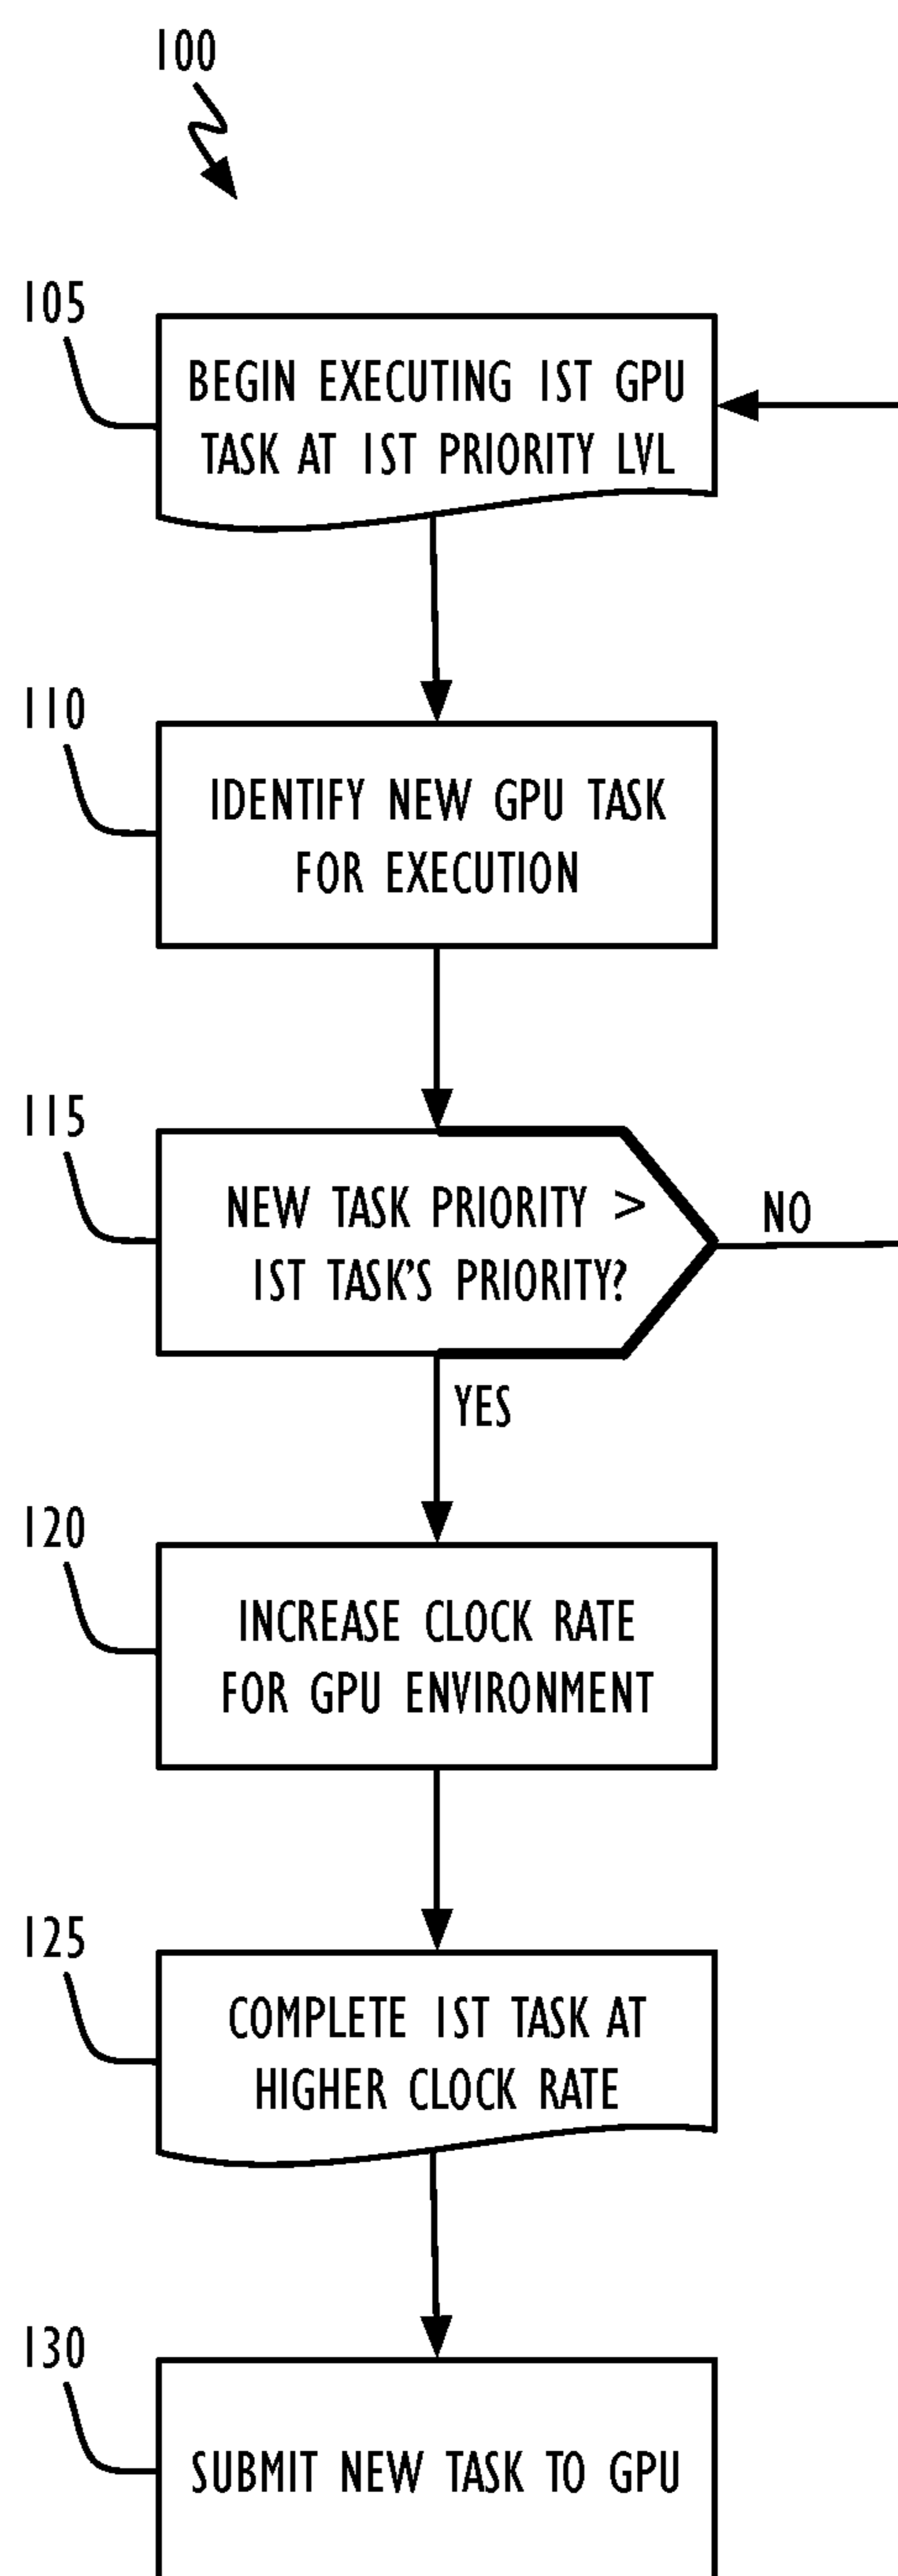 100
105
BEGIN EXECUTING 1ST GPU
TASK AT 1ST PRIORITY LVL
110
IDENTIFY NEW GPU TASK
FOR EXECUTION
115
NEW TASK PRIORITY >
1ST TASK'S PRIORITY?
NO
YES
120
INCREASE CLOCK RATE
FOR GPU ENVIRONMENT
125
COMPLETE 1ST TASK AT
HIGHER CLOCK RATE
130
SUBMIT NEW TASK TO GPU